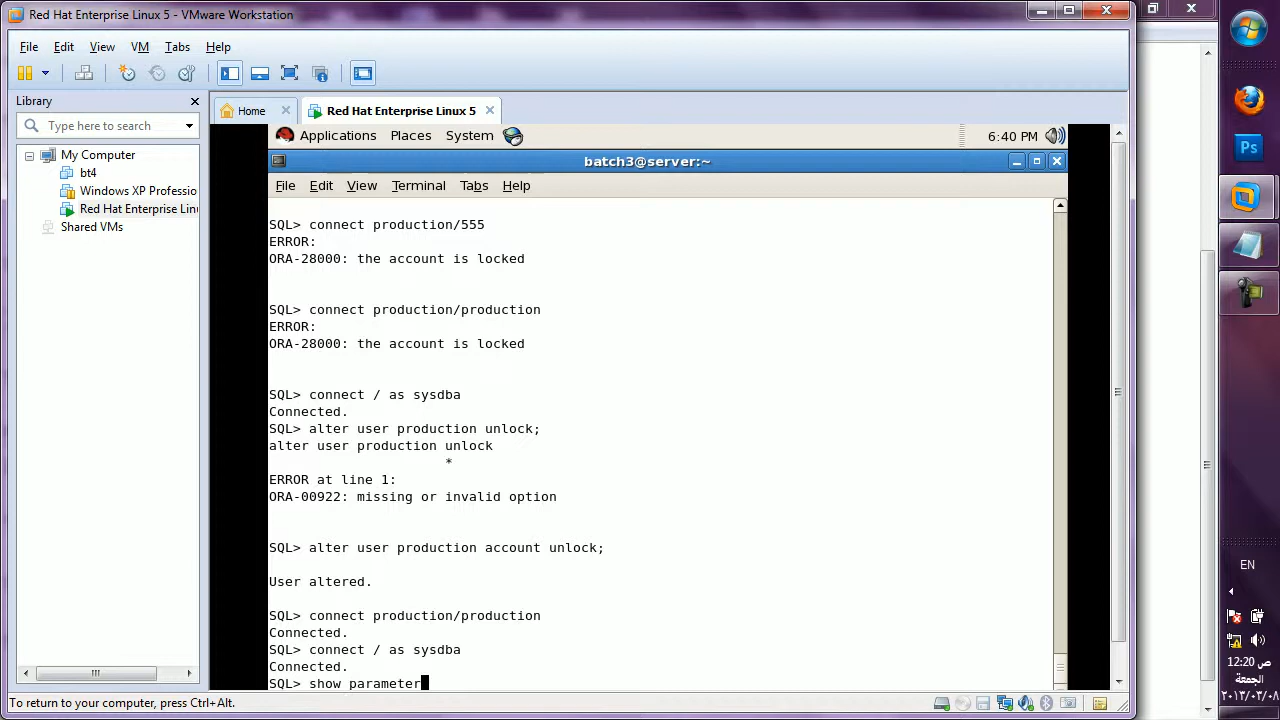 Red Hat Enterprise Linux 5 - VMware Workstation
File Edit View VM Tabs Help
Library
Home
Red Hat Enterprise Linux 5
Type here to search
My Computer
bt4
Windows XP Professio
Red Hat Enterprise Linu
Shared VMs
Applications Places System
6:40 PM
batch3@server:~
File Edit View Terminal Tabs Help
SQL> connect production/555
ERROR:
ORA-28000: the account is locked
SQL> connect production/production
ERROR:
ORA-28000: the account is locked
SQL> connect / as sysdba
Connected.
SQL> alter user production unlock;
alter user production unlock
*
ERROR at line 1:
ORA-00922: missing or invalid option
SQL> alter user production account unlock;
User altered.
SQL> connect production/production
Connected.
SQL> connect / as sysdba
Connected.
SQL> show parameter
To return to your computer, press Ctrl+Alt.
Ps
EN
12:20 ص
الجمعة
٢٠١٣/٠٣/٠٨